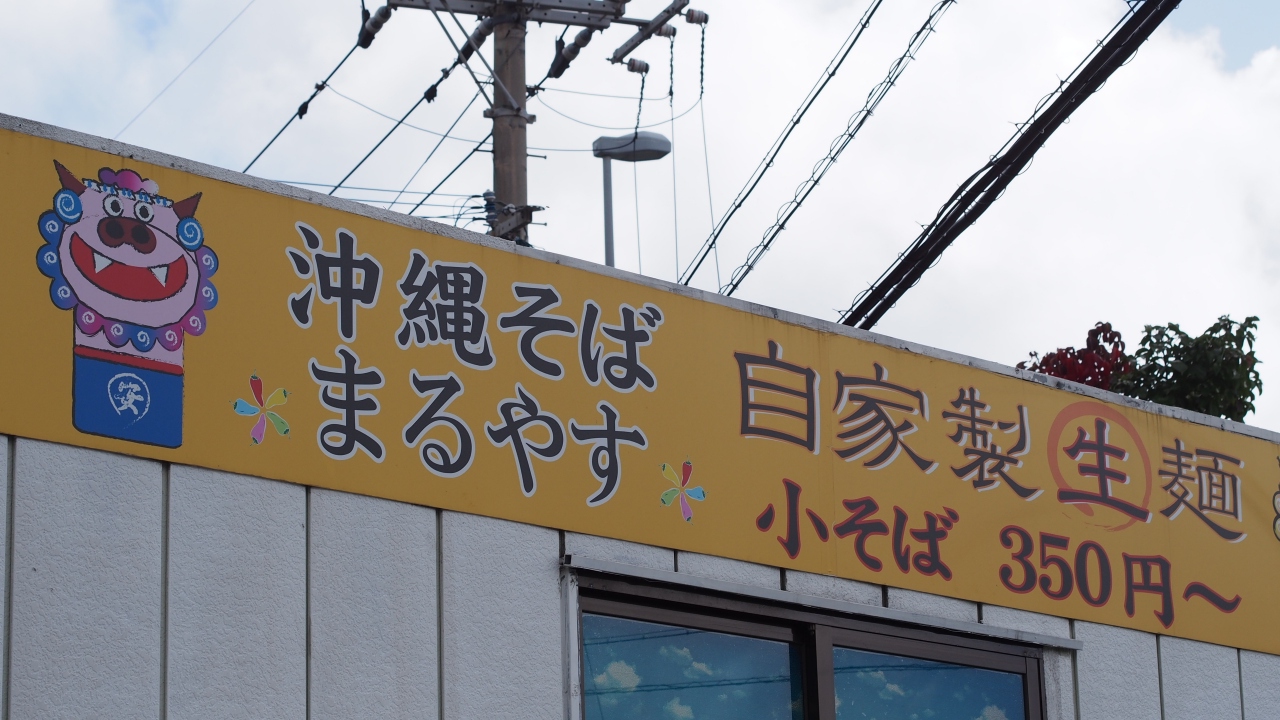 安
沖縄そば
まるやす
自家製生麺
小そば 350円～